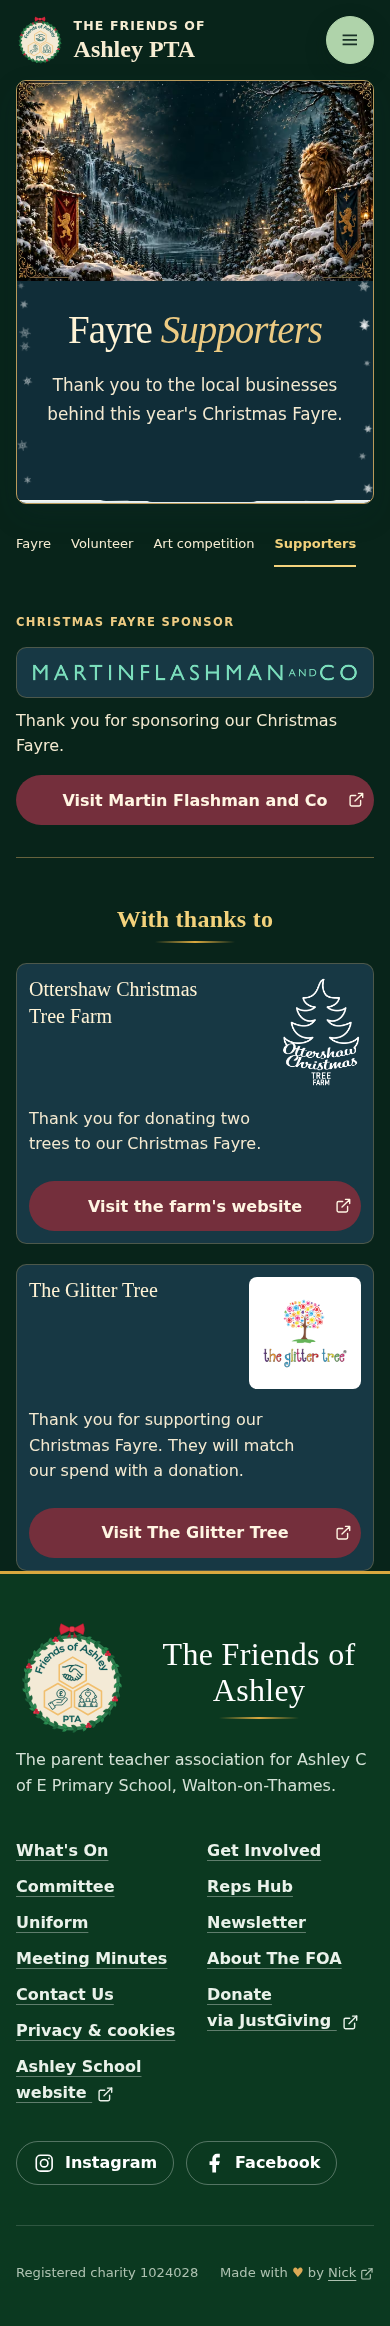 THE FRIENDS OF
Ashley PTA
Fayre Supporters
Thank you to the local businesses
behind this year's Christmas Fayre.
Fayre Volunteer Art competition Supporters
CHRISTMAS FAYRE SPONSOR
MARTINFLASHMANANDCO
Thank you for sponsoring our Christmas
Fayre.
Visit Martin Flashman and Co
With thanks to
Ottershaw Christmas
Tree Farm
Ottershaw
Christmas
TREE
FARM
Thank you for donating two
trees to our Christmas Fayre.
Visit the farm's website
The Glitter Tree
the glitter tree
Thank you for supporting our
Christmas Fayre. They will match
our spend with a donation.
Visit The Glitter Tree
Friends of Ashley
PTA
The Friends of
Ashley
The parent teacher association for Ashley C
of E Primary School, Walton-on-Thames.
What's On
Committee
Uniform
Meeting Minutes
Contact Us
Privacy & cookies
Ashley School
website
Get Involved
Reps Hub
Newsletter
About The FOA
Donate
via JustGiving
Instagram
Facebook
Registered charity 1024028
Made with ♥ by Nick